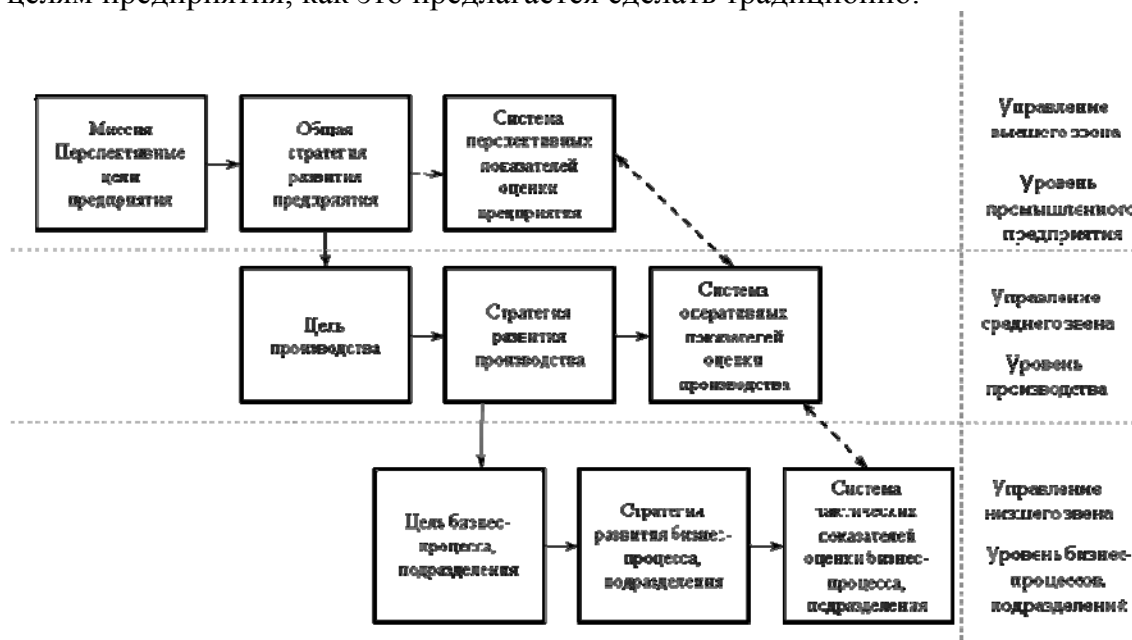 целям предприятия, как это предлагается сделать традиционно.
Миссия
Перспективные
цели
предприятия
Общая
стратегия
развития
предприятия
Система
перспективных
показателей
оценки
предприятия
Управление
высшего звена
Уровень
промышленного
предприятия
Цель
производства
Стратегия
развития
производства
Система
оперативных
показателей
оценки
производства
Управление
среднего звена
Уровень
производства
Цель бизнес-
процесса,
подразделения
Стратегия
развития бизнес-
процесса,
подразделения
Система
тактических
показателей
оценки бизнес-
процесса,
подразделения
Управление
низшего звена
Уровень бизнес-
процессов
подразделений